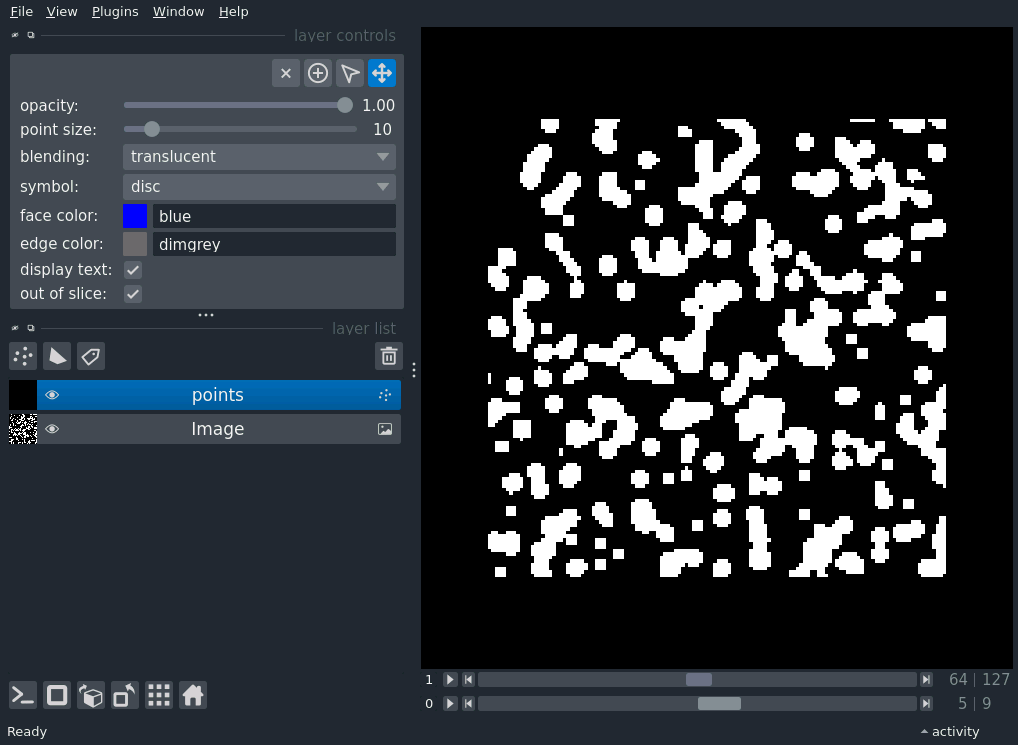 File View Plugins Window Help
layer controls
opacity: 1.00
point size: 10
blending: translucent
symbol: disc
face color: blue
edge color: dimgrey
display text:
out of slice:
layer list
points
Image
1 64 | 127
0 5 | 9
Ready activity